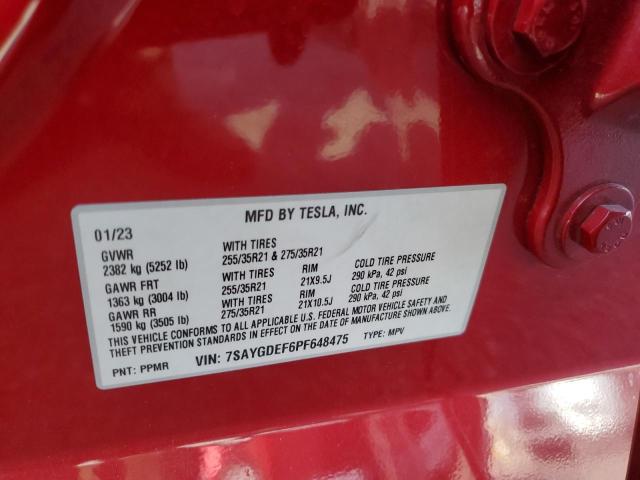 MFD BY TESLA, INC.
01/23
GVWR WITH TIRES
2382 kg (5252 lb) 255/35R21 & 275/35R21
GAWR FRT WITH TIRES RIM COLD TIRE PRESSURE
1363 kg (3004 lb) 255/35R21 21X9.5J 290 kPa, 42 psi
GAWR RR WITH TIRES RIM COLD TIRE PRESSURE
1590 kg (3505 lb) 275/35R21 21X10.5J 290 kPa, 42 psi
THIS VEHICLE CONFORMS TO ALL APPLICABLE U.S. FEDERAL MOTOR VEHICLE SAFETY AND
THEFT PREVENTION STANDARDS IN EFFECT ON THE DATE OF MANUFACTURE SHOWN ABOVE.
VIN: 7SAYGDEF6PF648475 TYPE: MPV
PNT: PPMR